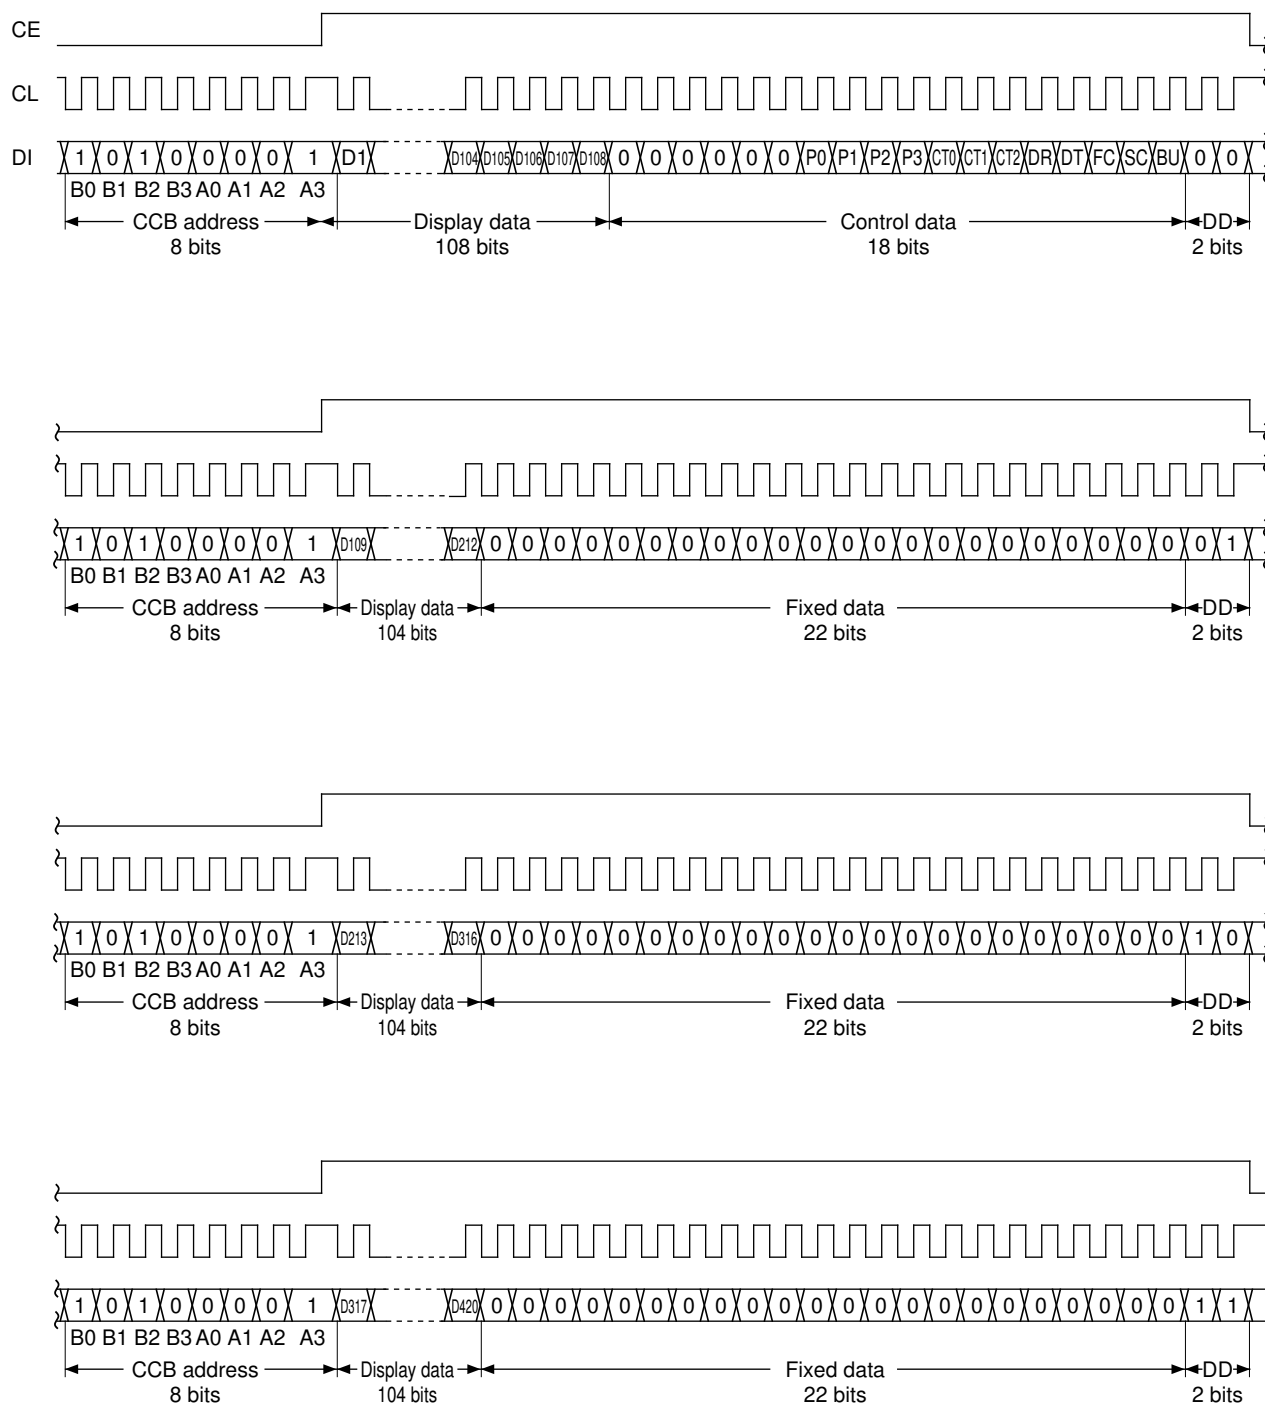 CE
CL
DI 1 0 1 0 0 0 0 1 D1 D104 D105 D106 D107 D108 0 0 0 0 0 0 P0 P1 P2 P3 CT0 CT1 CT2 DR DT FC SC BU 0 0
B0 B1 B2 B3 A0 A1 A2 A3
CCB address Display data Control data DD
8 bits 108 bits 18 bits 2 bits
1 0 1 0 0 0 0 1 D109 D212 0 0 0 0 0 0 0 0 0 0 0 0 0 0 0 0 0 0 0 0 0 0 0 1
B0 B1 B2 B3 A0 A1 A2 A3
CCB address Display data Fixed data DD
8 bits 104 bits 22 bits 2 bits
1 0 1 0 0 0 0 1 D213 D316 0 0 0 0 0 0 0 0 0 0 0 0 0 0 0 0 0 0 0 0 0 0 1 0
B0 B1 B2 B3 A0 A1 A2 A3
CCB address Display data Fixed data DD
8 bits 104 bits 22 bits 2 bits
1 0 1 0 0 0 0 1 D317 D420 0 0 0 0 0 0 0 0 0 0 0 0 0 0 0 0 0 0 0 0 0 0 1 1
B0 B1 B2 B3 A0 A1 A2 A3
CCB address Display data Fixed data DD
8 bits 104 bits 22 bits 2 bits